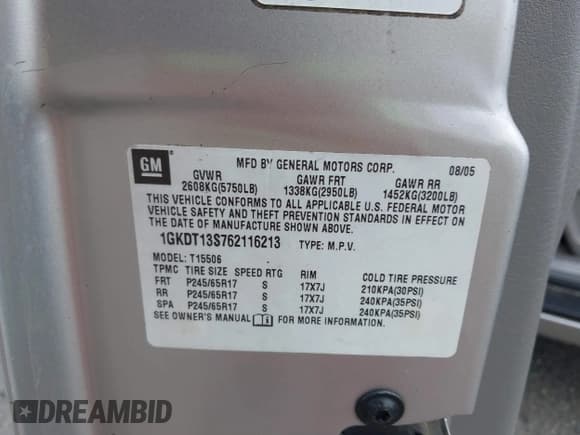 GM
MFD BY GENERAL MOTORS CORP. 08/05
GVWR GAWR FRT GAWR RR
2608KG(5750LB) 1338KG(2950LB) 1452KG(3200LB)
THIS VEHICLE CONFORMS TO ALL APPLICABLE U.S. FEDERAL MOTOR
VEHICLE SAFETY AND THEFT PREVENTION STANDARDS IN EFFECT ON
THE DATE OF MANUFACTURE SHOWN ABOVE.
1GKDT13S762116213 TYPE: M.P.V.
MODEL: T15506
TPMC TIRE SIZE SPEED RTG RIM COLD TIRE PRESSURE
FRT P245/65R17 S 17X7J 210KPA(30PSI)
RR P245/65R17 S 17X7J 240KPA(35PSI)
SPA P245/65R17 S 17X7J 240KPA(35PSI)
SEE OWNER'S MANUAL FOR MORE INFORMATION.
DREAMBID